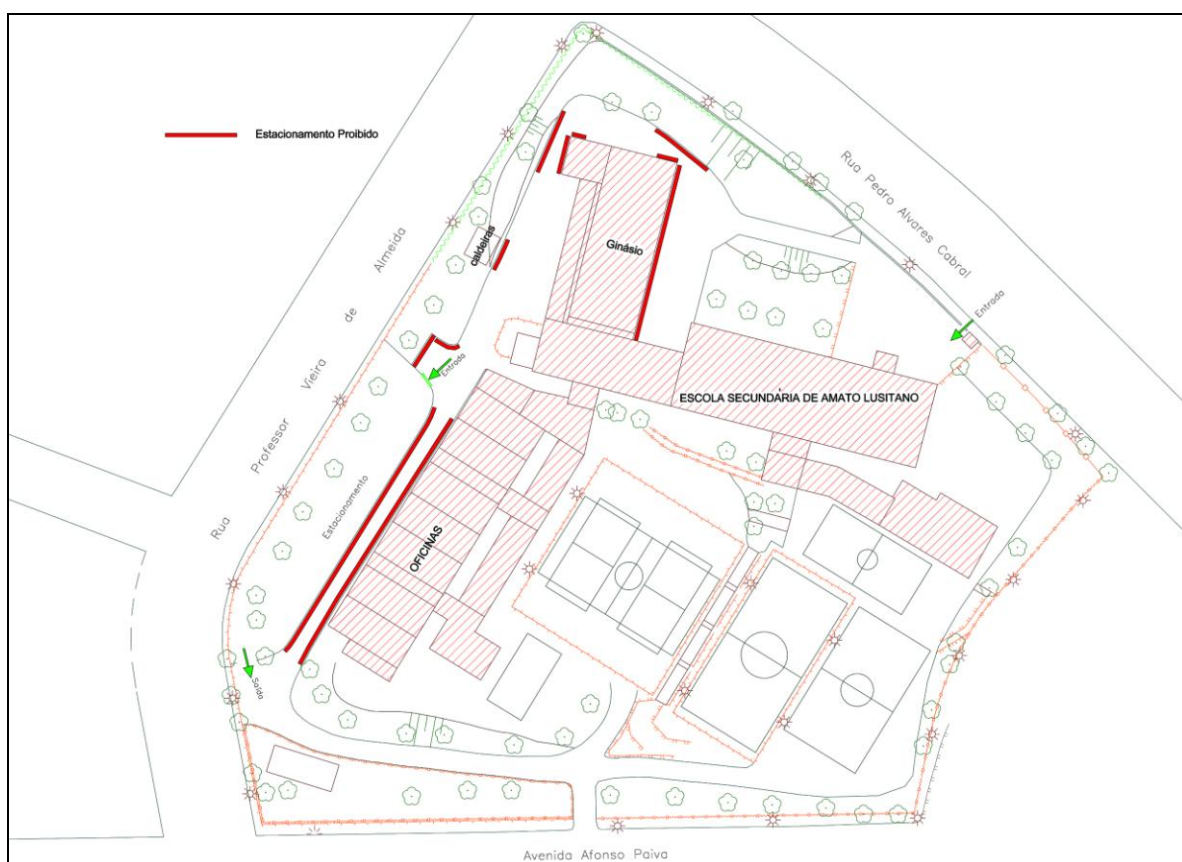 Estacionamento Proibido
Rua Pedro Alvares Cabral
Ginásio
caldeiras
Entrada
Rua Professor Vieira de Almeida
Entrada
ESCOLA SECUNDÁRIA DE AMATO LUSITANO
Estacionamento
OFICINAS
Saída
Avenida Afonso Paiva